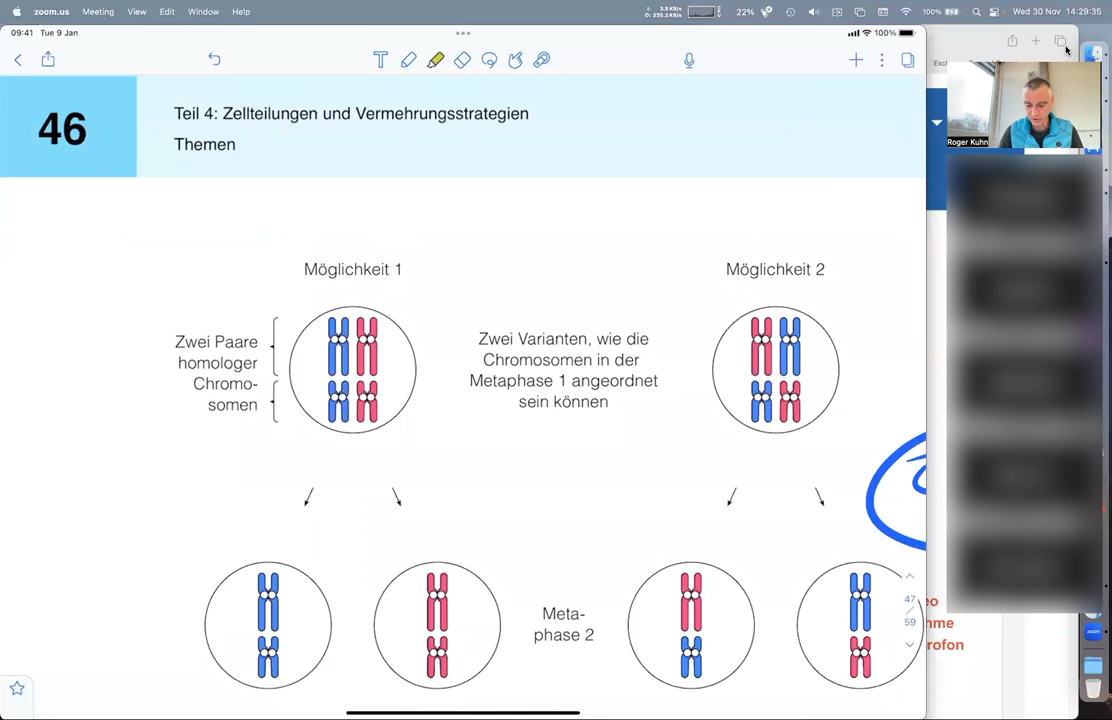 zoom.us Meeting View Edit Window Help
22%
100%
Wed 30 Nov 14:29:35
09:41 Tue 9 Jan
100%
46
Teil 4: Zellteilungen und Vermehrungsstrategien
Themen
Roger Kuhn
Möglichkeit 1
Möglichkeit 2
Zwei Paare
homologer
Chromo-
somen
Zwei Varianten, wie die
Chromosomen in der
Metaphase 1 angeordnet
sein können
Meta-
phase 2
47
59
eo
hme
rofon
zoom